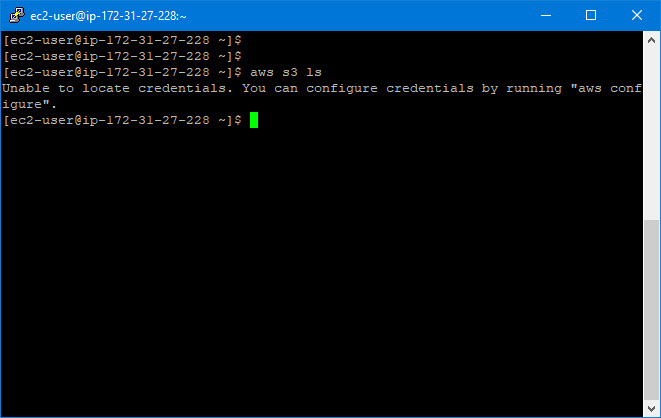 ec2-user@ip-172-31-27-228:~
[ec2-user@ip-172-31-27-228 ~]$
[ec2-user@ip-172-31-27-228 ~]$
[ec2-user@ip-172-31-27-228 ~]$ aws s3 ls
Unable to locate credentials. You can configure credentials by running "aws conf
igure".
[ec2-user@ip-172-31-27-228 ~]$